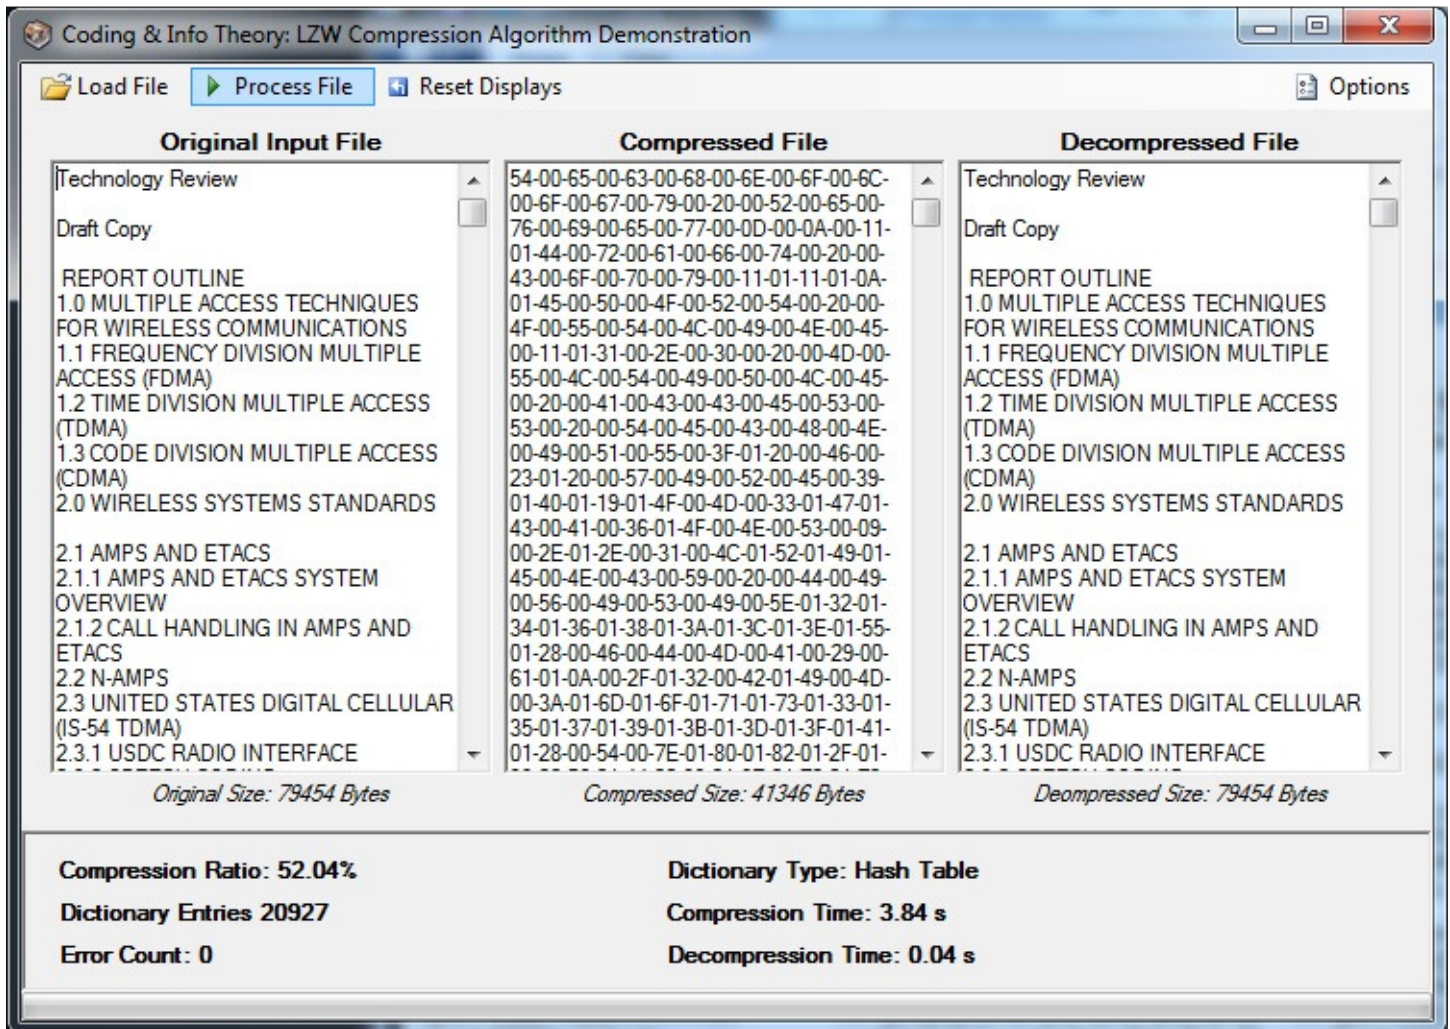 Coding & Info Theory: LZW Compression Algorithm Demonstration
Load File Process File Reset Displays Options
Original Input File
Technology Review
Draft Copy
REPORT OUTLINE
1.0 MULTIPLE ACCESS TECHNIQUES
FOR WIRELESS COMMUNICATIONS
1.1 FREQUENCY DIVISION MULTIPLE
ACCESS (FDMA)
1.2 TIME DIVISION MULTIPLE ACCESS
(TDMA)
1.3 CODE DIVISION MULTIPLE ACCESS
(CDMA)
2.0 WIRELESS SYSTEMS STANDARDS
2.1 AMPS AND ETACS
2.1.1 AMPS AND ETACS SYSTEM
OVERVIEW
2.1.2 CALL HANDLING IN AMPS AND
ETACS
2.2 N-AMPS
2.3 UNITED STATES DIGITAL CELLULAR
(IS-54 TDMA)
2.3.1 USDC RADIO INTERFACE
Original Size: 79454 Bytes
Compressed File
54-00-65-00-63-00-68-00-6E-00-6F-00-6C-
00-6F-00-67-00-79-00-20-00-52-00-65-00-
76-00-69-00-65-00-77-00-0D-00-0A-00-11-
01-44-00-72-00-61-00-66-00-74-00-20-00-
43-00-6F-00-70-00-79-00-11-01-11-01-0A-
01-45-00-50-00-4F-00-52-00-54-00-20-00-
4F-00-55-00-54-00-4C-00-49-00-4E-00-45-
00-11-01-31-00-2E-00-30-00-20-00-4D-00-
55-00-4C-00-54-00-49-00-50-00-4C-00-45-
00-20-00-41-00-43-00-43-00-45-00-53-00-
53-00-20-00-54-00-45-00-43-00-48-00-4E-
00-49-00-51-00-55-00-3F-01-20-00-46-00-
23-01-20-00-57-00-49-00-52-00-45-00-39-
01-40-01-19-01-4F-00-4D-00-33-01-47-01-
43-00-41-00-36-01-4F-00-4E-00-53-00-09-
00-2E-01-2E-00-31-00-4C-01-52-01-49-01-
45-00-4E-00-43-00-59-00-20-00-44-00-49-
00-56-00-49-00-53-00-49-00-5E-01-32-01-
34-01-36-01-38-01-3A-01-3C-01-3E-01-55-
01-28-00-46-00-44-00-4D-00-41-00-29-00-
61-01-0A-00-2F-01-32-00-42-01-49-00-4D-
00-3A-01-6D-01-6F-01-71-01-73-01-33-01-
35-01-37-01-39-01-3B-01-3D-01-3F-01-41-
01-28-00-54-00-7E-01-80-01-82-01-2F-01-
Compressed Size: 41346 Bytes
Decompressed File
Technology Review
Draft Copy
REPORT OUTLINE
1.0 MULTIPLE ACCESS TECHNIQUES
FOR WIRELESS COMMUNICATIONS
1.1 FREQUENCY DIVISION MULTIPLE
ACCESS (FDMA)
1.2 TIME DIVISION MULTIPLE ACCESS
(TDMA)
1.3 CODE DIVISION MULTIPLE ACCESS
(CDMA)
2.0 WIRELESS SYSTEMS STANDARDS
2.1 AMPS AND ETACS
2.1.1 AMPS AND ETACS SYSTEM
OVERVIEW
2.1.2 CALL HANDLING IN AMPS AND
ETACS
2.2 N-AMPS
2.3 UNITED STATES DIGITAL CELLULAR
(IS-54 TDMA)
2.3.1 USDC RADIO INTERFACE
Deompressed Size: 79454 Bytes
Compression Ratio: 52.04%
Dictionary Entries 20927
Error Count: 0
Dictionary Type: Hash Table
Compression Time: 3.84 s
Decompression Time: 0.04 s